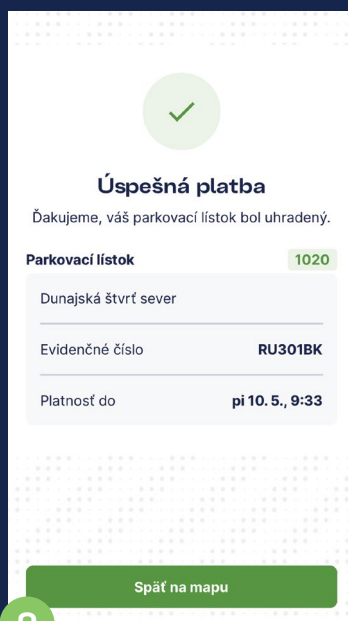 Úspešná platba
Ďakujeme, váš parkovací lístok bol uhradený.
Parkovací lístok 1020
Dunajská štvrť sever
Evidenčné číslo RU301BK
Platnosť do pi 10. 5., 9:33
Späť na mapu